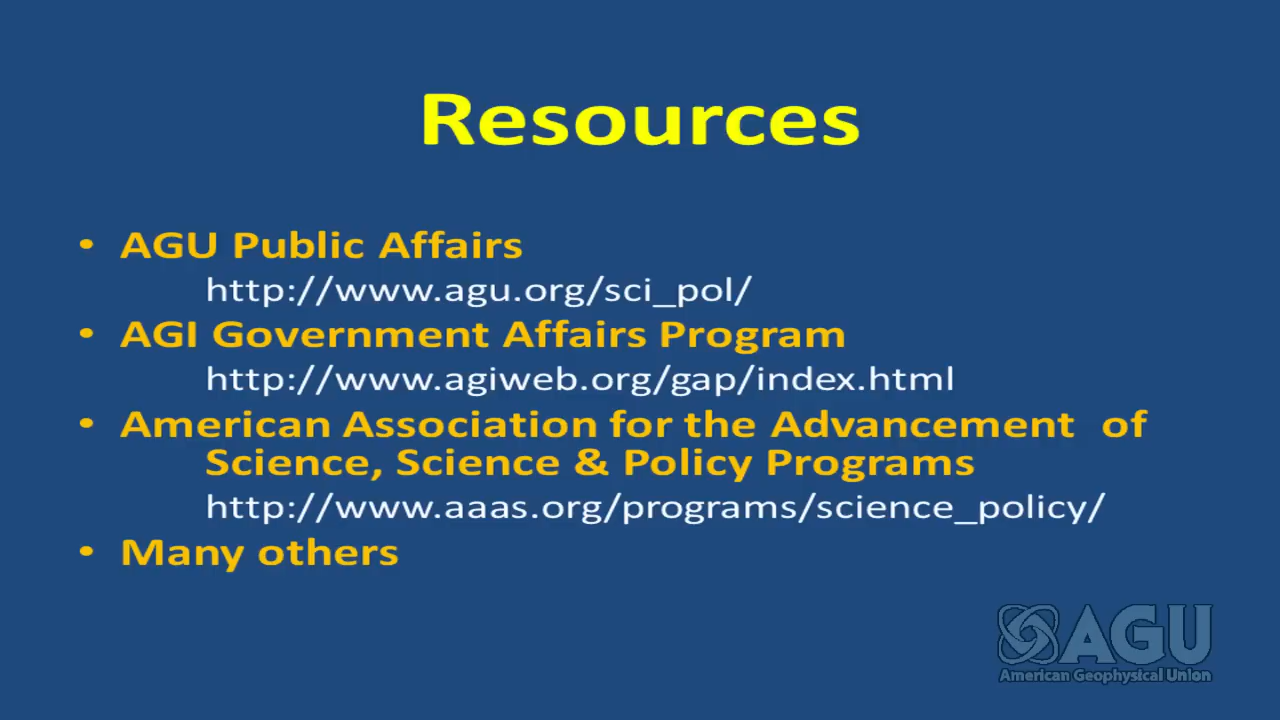 Resources
• AGU Public Affairs
http://www.agu.org/sci_pol/
• AGI Government Affairs Program
http://www.agiweb.org/gap/index.html
• American Association for the Advancement of
Science, Science & Policy Programs
http://www.aaas.org/programs/science_policy/
• Many others
AGU
American Geophysical Union